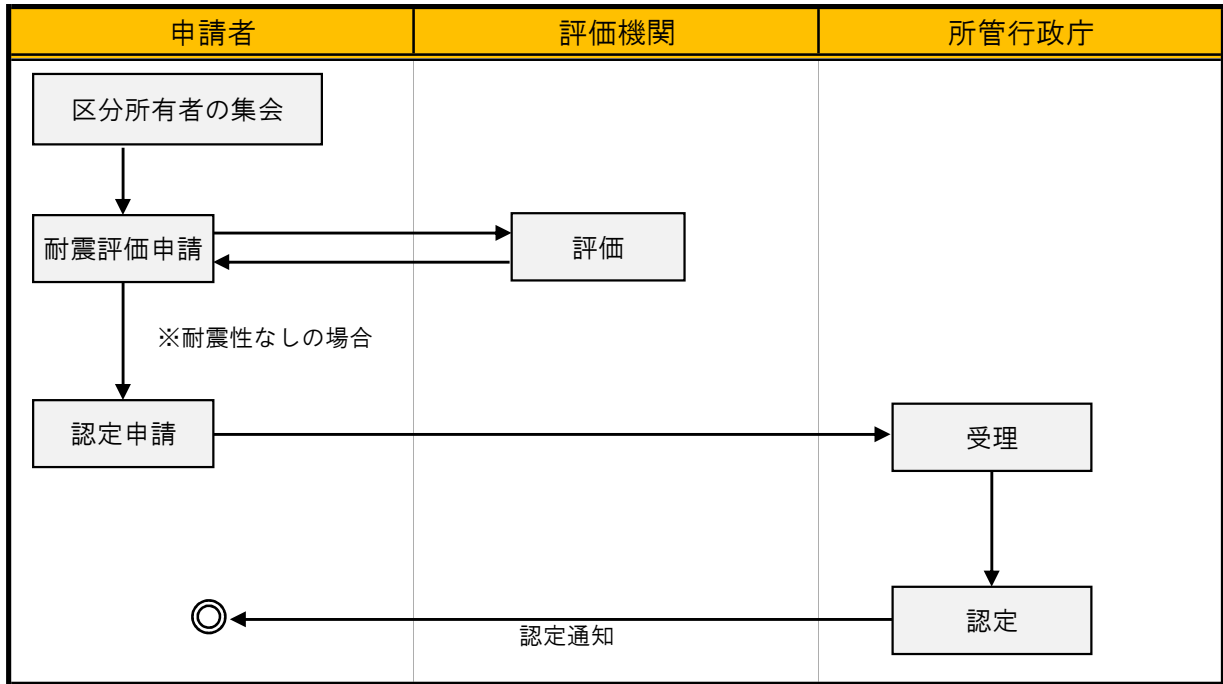 申請者
評価機関
所管行政庁
区分所有者の集会
耐震評価申請
評価
※耐震性なしの場合
認定申請
受理
認定
認定通知